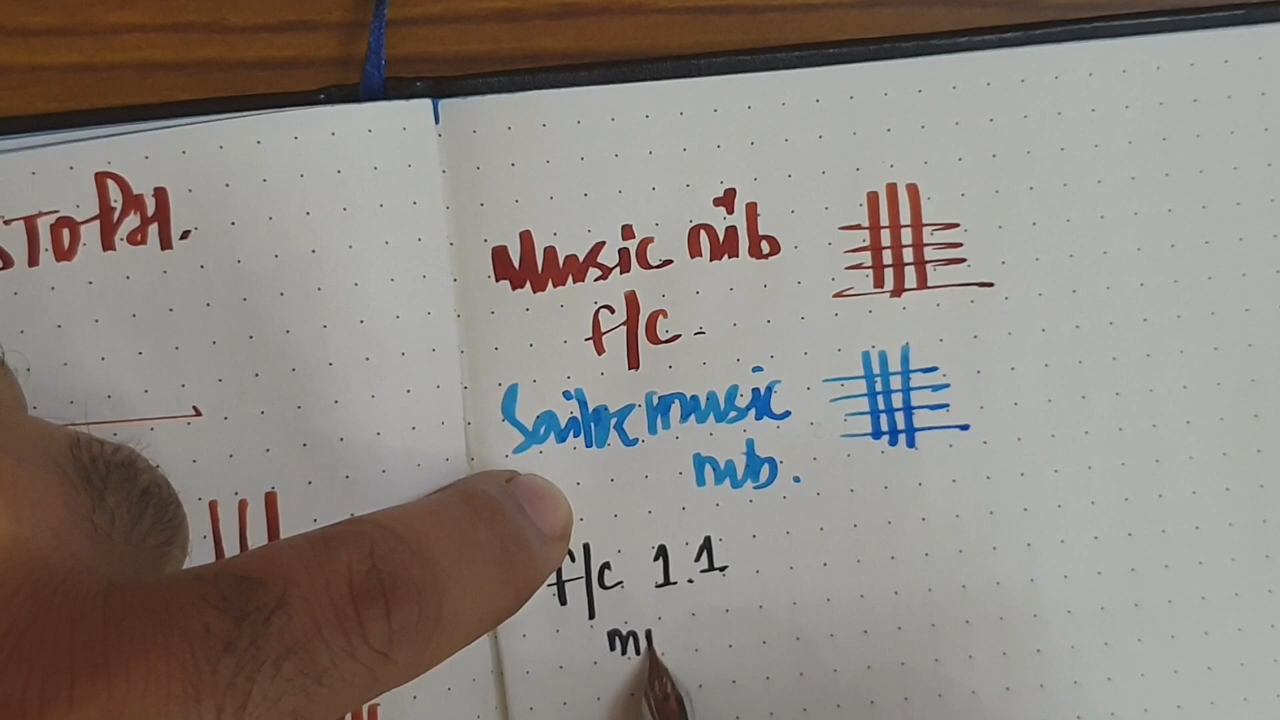 Music nib
f/c.
Sailor music
nib.
f/c 1.1